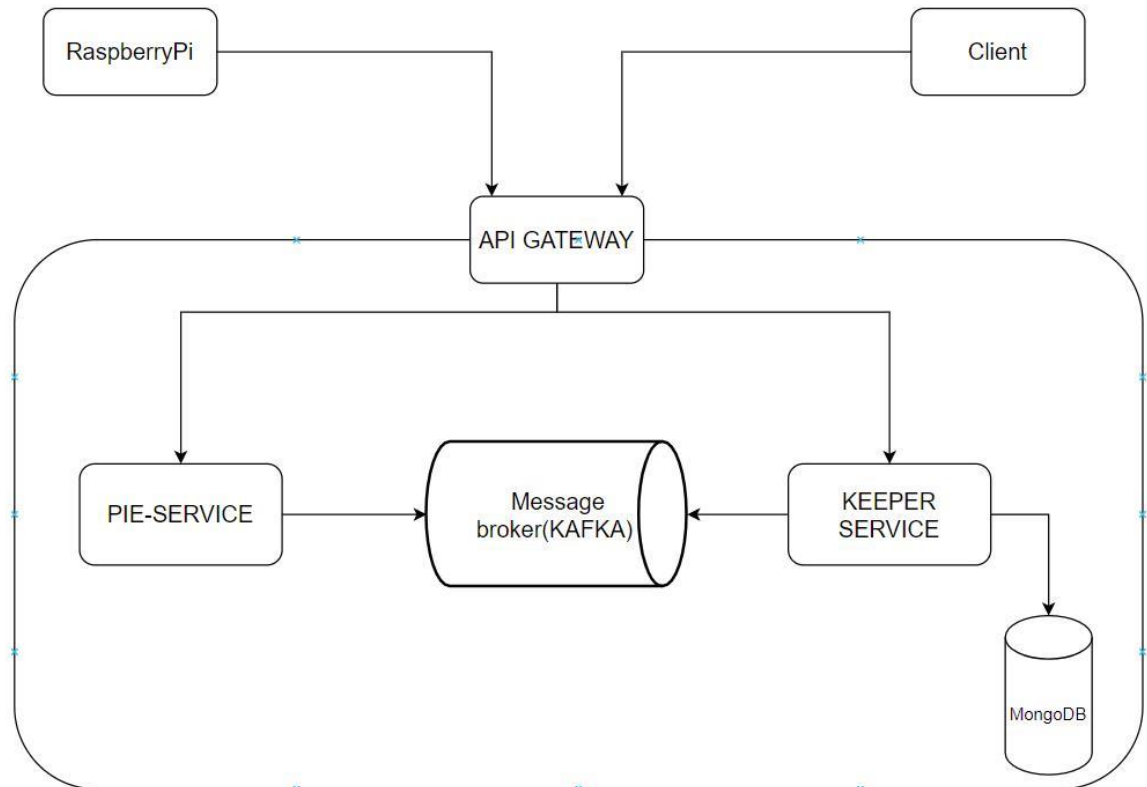 RaspberryPi
Client
API GATEWAY
PIE-SERVICE
Message
broker(KAFKA)
KEEPER
SERVICE
MongoDB